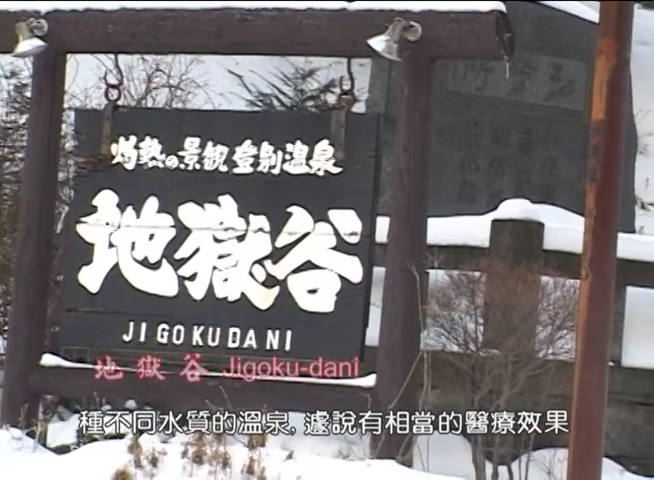 灼熱の景観登別温泉
地獄谷
JIGOKUDANI
地獄谷 Jigoku-dani
種不同水質的溫泉, 遽說有相當的醫療效果